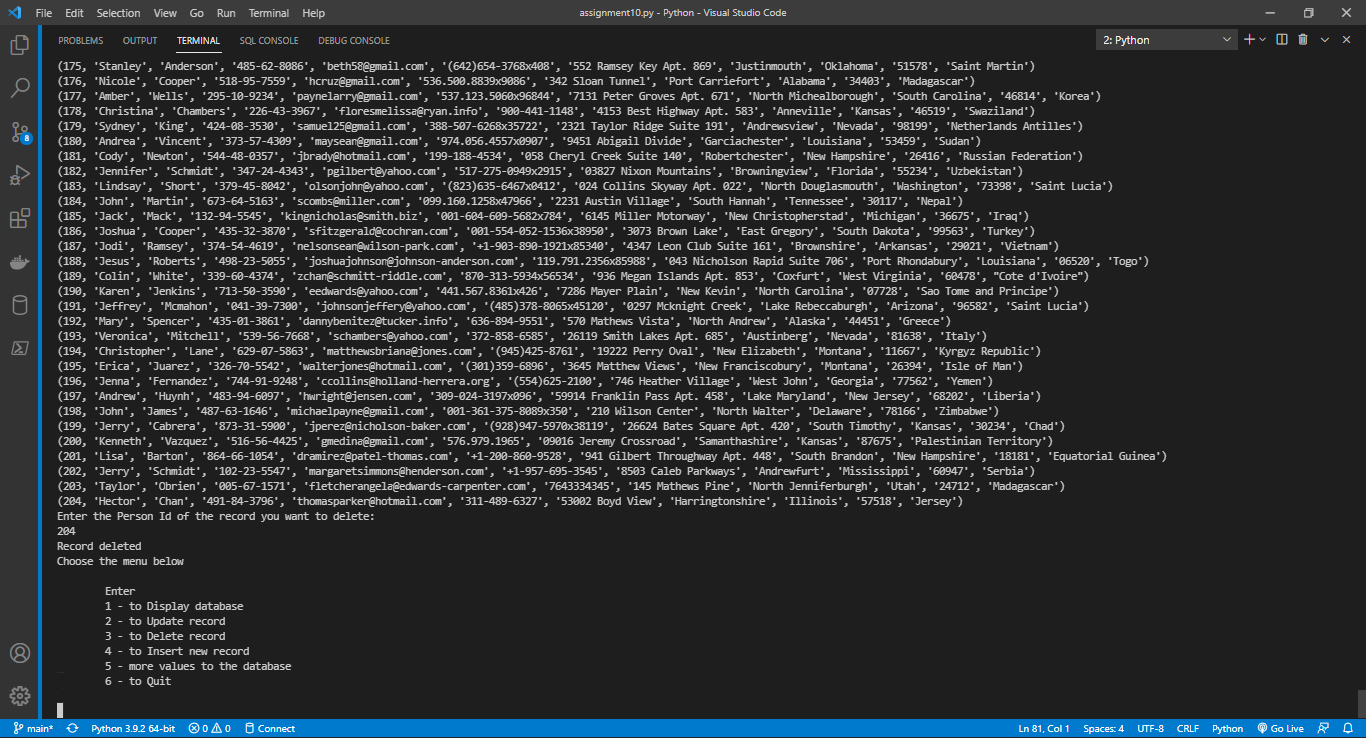 File Edit Selection View Go Run Terminal Help assignment10.py - Python - Visual Studio Code
PROBLEMS OUTPUT TERMINAL SQL CONSOLE DEBUG CONSOLE 2: Python
(175, 'Stanley', 'Anderson', '485-62-8086', 'beth58@gmail.com', '(642)654-3768x408', '552 Ramsey Key Apt. 869', 'Justinmouth', 'Oklahoma', '51578', 'Saint Martin')
(176, 'Nicole', 'Cooper', '518-95-7559', 'hcruz@gmail.com', '536.500.8839x9086', '342 Sloan Tunnel', 'Port Carriefort', 'Alabama', '34403', 'Madagascar')
(177, 'Amber', 'Wells', '295-10-9234', 'paynelarry@gmail.com', '537.123.5060x96844', '7131 Peter Groves Apt. 671', 'North Michealborough', 'South Carolina', '46814', 'Korea')
(178, 'Christina', 'Chambers', '226-43-3967', 'floresmelissa@ryan.info', '900-441-1148', '4153 Best Highway Apt. 583', 'Anneville', 'Kansas', '46519', 'Swaziland')
(179, 'Sydney', 'King', '424-08-3530', 'samuel25@gmail.com', '388-507-6268x35722', '2321 Taylor Ridge Suite 191', 'Andrewsview', 'Nevada', '98199', 'Netherlands Antilles')
(180, 'Andrea', 'Vincent', '373-57-4309', 'maysean@gmail.com', '974.056.4557x0907', '9451 Abigail Divide', 'Garciachester', 'Louisiana', '53459', 'Sudan')
(181, 'Cody', 'Newton', '544-48-0357', 'jbrady@hotmail.com', '199-188-4534', '058 Cheryl Creek Suite 140', 'Robertchester', 'New Hampshire', '26416', 'Russian Federation')
(182, 'Jennifer', 'Schmidt', '347-24-4343', 'pgilbert@yahoo.com', '517-275-0949x2915', '03827 Nixon Mountains', 'Browningview', 'Florida', '55234', 'Uzbekistan')
(183, 'Lindsay', 'Short', '379-45-8042', 'olsonjohn@yahoo.com', '(823)635-6467x0412', '024 Collins Skyway Apt. 022', 'North Douglasmouth', 'Washington', '73398', 'Saint Lucia')
(184, 'John', 'Martin', '673-64-5163', 'scombs@miller.com', '099.160.1258x47966', '2231 Austin Village', 'South Hannah', 'Tennessee', '30117', 'Nepal')
(185, 'Jack', 'Mack', '132-94-5545', 'kingnicholas@smith.biz', '001-604-609-5682x784', '6145 Miller Motorway', 'New Christopherstad', 'Michigan', '36675', 'Iraq')
(186, 'Joshua', 'Cooper', '435-32-3870', 'sfitzgerald@cochran.com', '001-554-052-1536x38950', '3073 Brown Lake', 'East Gregory', 'South Dakota', '99563', 'Turkey')
(187, 'Jodi', 'Ramsey', '374-54-4619', 'nelsonsean@wilson-park.com', '+1-903-890-1921x85340', '4347 Leon Club Suite 161', 'Brownshire', 'Arkansas', '29021', 'Vietnam')
(188, 'Jesus', 'Roberts', '498-23-5055', 'joshuajohnson@johnson-anderson.com', '119.791.2356x85988', '043 Nicholson Rapid Suite 706', 'Port Rhondabury', 'Louisiana', '06520', 'Togo')
(189, 'Colin', 'White', '339-60-4374', 'zchan@schmitt-riddle.com', '870-313-5934x56534', '936 Megan Islands Apt. 853', 'Coxfurt', 'West Virginia', '60478', "Cote d'Ivoire")
(190, 'Karen', 'Jenkins', '713-50-3590', 'eedwards@yahoo.com', '441.567.8361x426', '7286 Mayer Plain', 'New Kevin', 'North Carolina', '07728', 'Sao Tome and Principe')
(191, 'Jeffrey', 'Mcmahon', '041-39-7300', 'johnsonjeffery@yahoo.com', '(485)378-8065x45120', '0297 Mcknight Creek', 'Lake Rebeccaburgh', 'Arizona', '96582', 'Saint Lucia')
(192, 'Mary', 'Spencer', '435-01-3861', 'dannybenitez@tucker.info', '636-894-9551', '570 Mathews Vista', 'North Andrew', 'Alaska', '44451', 'Greece')
(193, 'Veronica', 'Mitchell', '539-56-7668', 'schambers@yahoo.com', '372-858-6585', '26119 Smith Lakes Apt. 685', 'Austinberg', 'Nevada', '81638', 'Italy')
(194, 'Christopher', 'Lane', '629-07-5863', 'matthewsbriana@jones.com', '(945)425-8761', '19222 Perry Oval', 'New Elizabeth', 'Montana', '11667', 'Kyrgyz Republic')
(195, 'Erica', 'Juarez', '326-70-5542', 'walterjones@hotmail.com', '(301)359-6896', '3645 Matthew Views', 'New Franciscobury', 'Montana', '26394', 'Isle of Man')
(196, 'Jenna', 'Fernandez', '744-91-9248', 'ccollins@holland-herrera.org', '(554)625-2100', '746 Heather Village', 'West John', 'Georgia', '77562', 'Yemen')
(197, 'Andrew', 'Huynh', '483-94-6097', 'hwright@jensen.com', '309-024-3197x096', '59914 Franklin Pass Apt. 458', 'Lake Maryland', 'New Jersey', '68202', 'Liberia')
(198, 'John', 'James', '487-63-1646', 'michaelpayne@gmail.com', '001-361-375-8089x350', '210 Wilson Center', 'North Walter', 'Delaware', '78166', 'Zimbabwe')
(199, 'Jerry', 'Cabrera', '873-31-5900', 'jperez@nicholson-baker.com', '(928)947-5970x38119', '26624 Bates Square Apt. 420', 'South Timothy', 'Kansas', '30234', 'Chad')
(200, 'Kenneth', 'Vazquez', '516-56-4425', 'gmedina@gmail.com', '576.979.1965', '09016 Jeremy Crossroad', 'Samanthashire', 'Kansas', '87675', 'Palestinian Territory')
(201, 'Lisa', 'Barton', '864-66-1054', 'dramirez@patel-thomas.com', '+1-200-860-9528', '941 Gilbert Throughway Apt. 448', 'South Brandon', 'New Hampshire', '18181', 'Equatorial Guinea')
(202, 'Jerry', 'Schmidt', '102-23-5547', 'margaretsimmons@henderson.com', '+1-957-695-3545', '8503 Caleb Parkways', 'Andrewfurt', 'Mississippi', '60947', 'Serbia')
(203, 'Taylor', 'Obrien', '005-67-1571', 'fletcherangela@edwards-carpenter.com', '7643334345', '145 Mathews Pine', 'North Jenniferburgh', 'Utah', '24712', 'Madagascar')
(204, 'Hector', 'Chan', '491-84-3796', 'thomasparker@hotmail.com', '311-489-6327', '53002 Boyd View', 'Harringtonshire', 'Illinois', '57518', 'Jersey')
Enter the Person Id of the record you want to delete:
204
Record deleted
Choose the menu below
Enter
1 - to Display database
2 - to Update record
3 - to Delete record
4 - to Insert new record
5 - more values to the database
6 - to Quit
8
main* Python 3.9.2 64-bit 0 0 Connect Ln 81, Col 1 Spaces: 4 UTF-8 CRLF Python Go Live